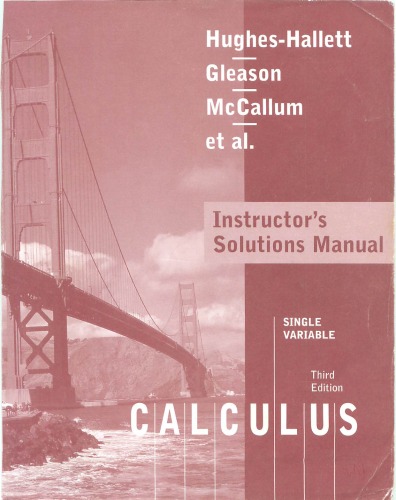 Hughes-Hallett
Gleason
McCallum
et al.
Instructor's
Solutions Manual
SINGLE
VARIABLE
Third
Edition
CALCULUS